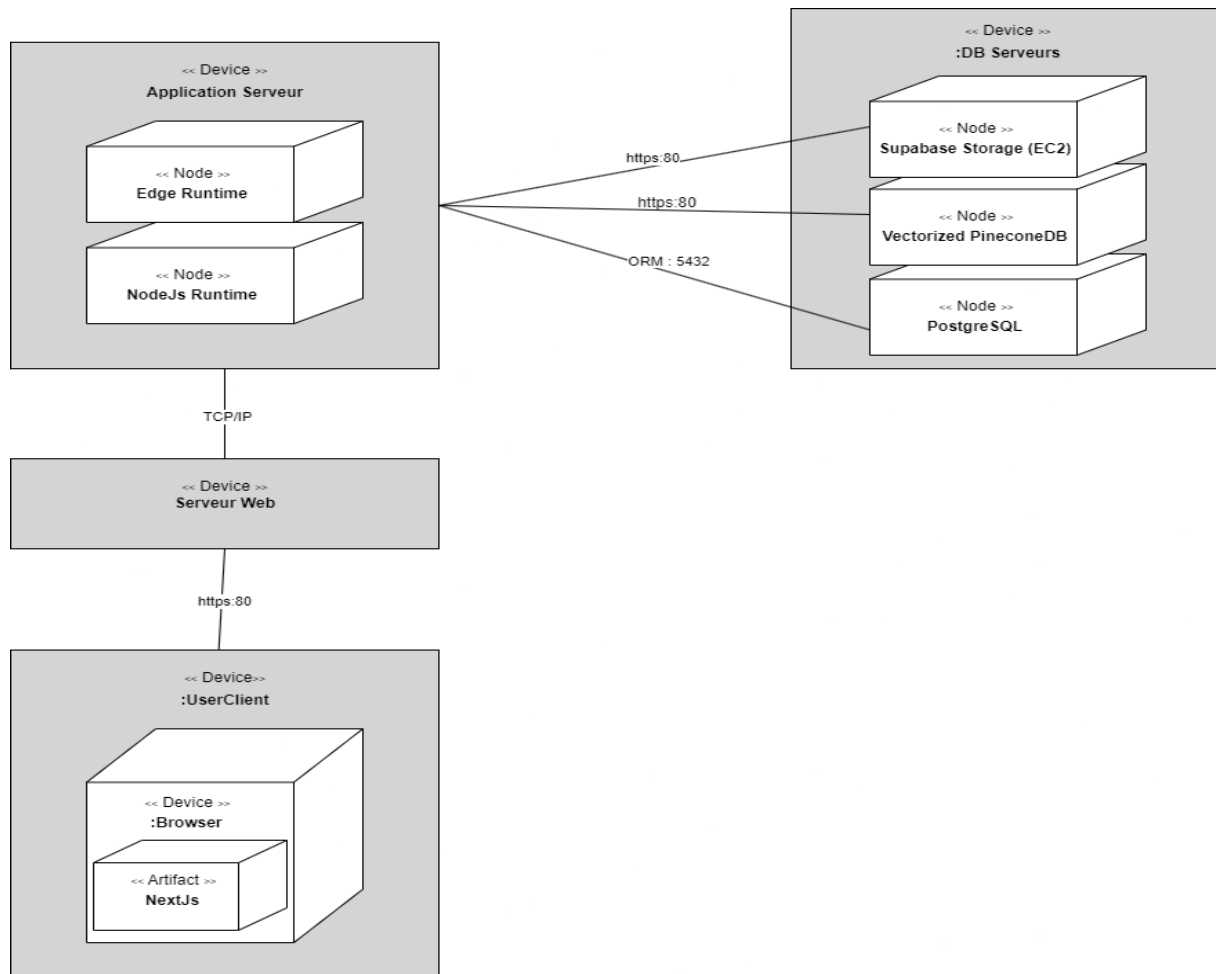 << Device >>
Application Serveur
<< Node >>
Edge Runtime
<< Node >>
NodeJs Runtime
https:80
https:80
ORM : 5432
<< Device >>
:DB Serveurs
<< Node >>
Supabase Storage (EC2)
<< Node >>
Vectorized PineconeDB
<< Node >>
PostgreSQL
TCP/IP
<< Device >>
Serveur Web
https:80
<< Device>>
:UserClient
<< Device >>
:Browser
<< Artifact >>
NextJs